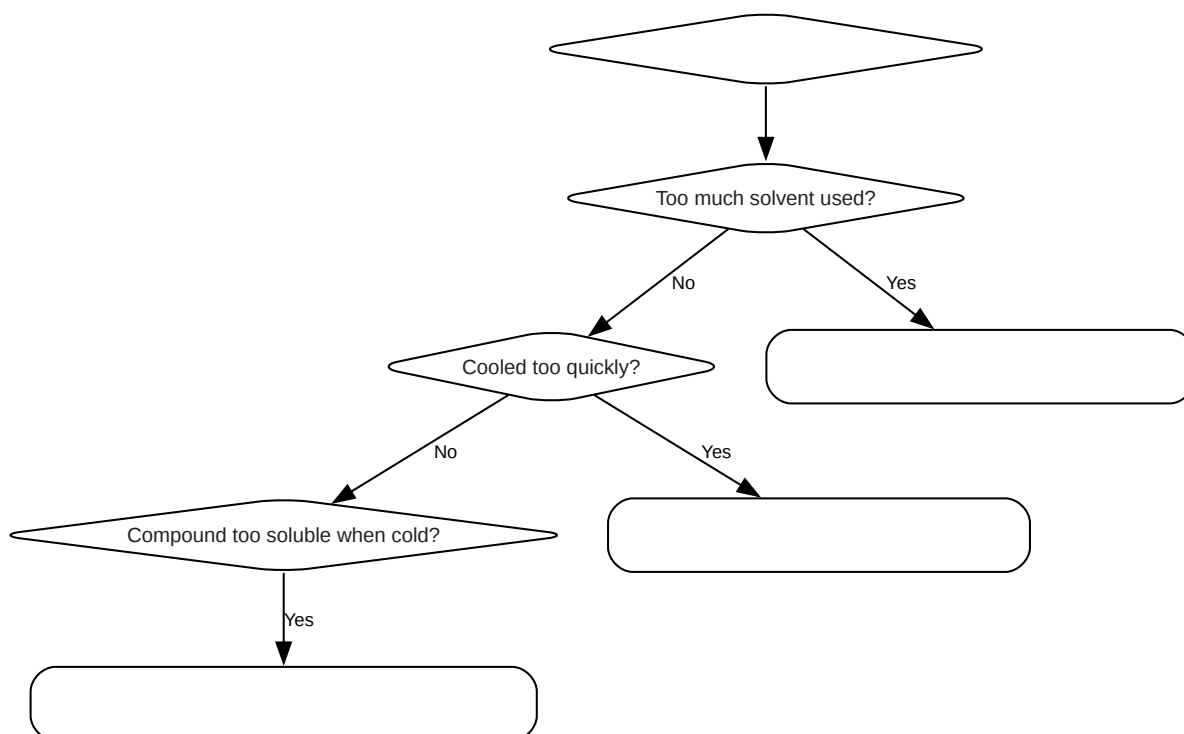 Too much solvent used?
No
Yes
Cooled too quickly?
No
Yes
Compound too soluble when cold?
Yes